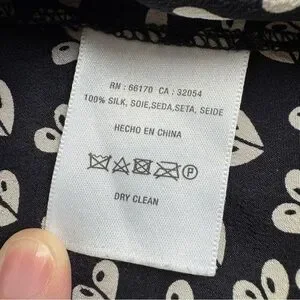 RN : 66170 CA : 32054
100% SILK, SOIE,SEDA,SETA, SEIDE
HECHO EN CHINA
P
DRY CLEAN